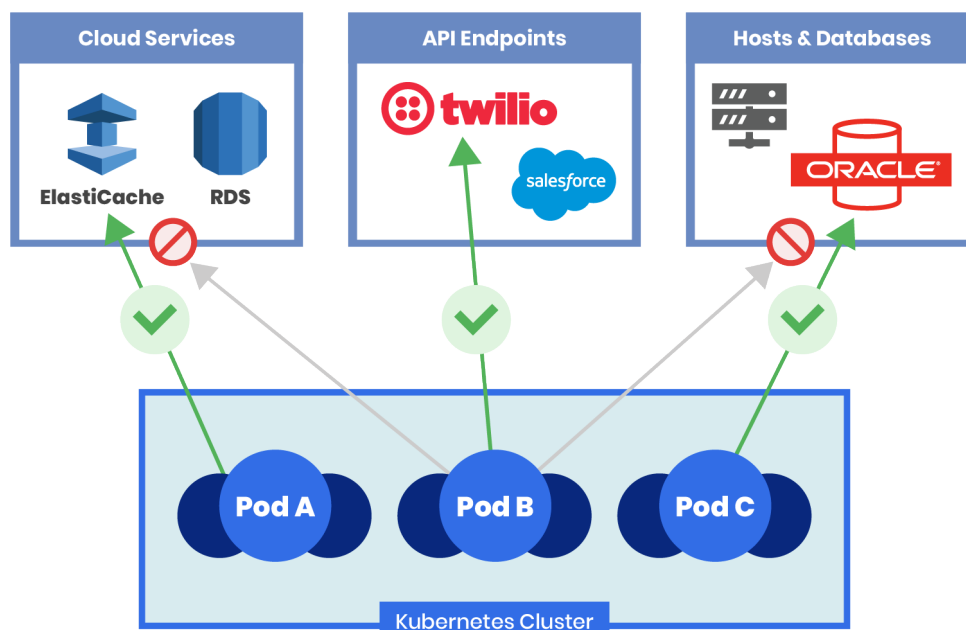 Cloud Services
API Endpoints
Hosts & Databases
ElastiCache
RDS
twilio
salesforce
ORACLE
Pod A
Pod B
Pod C
Kubernetes Cluster